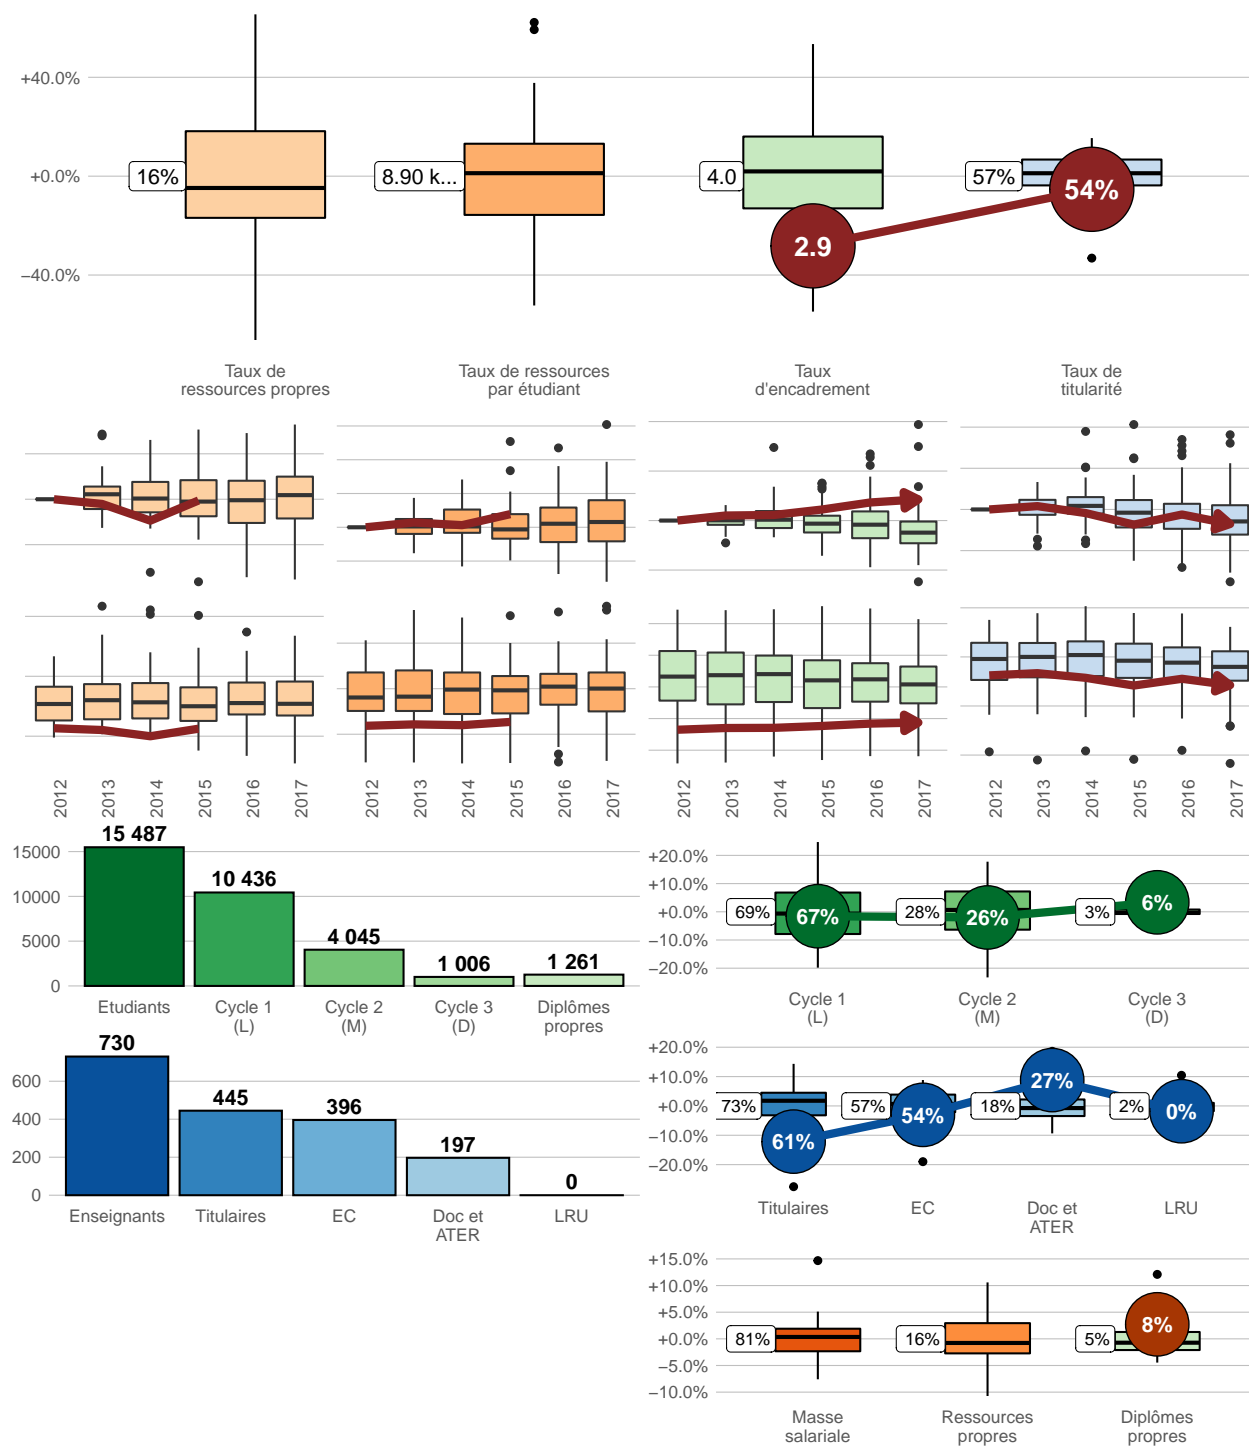 +40.0%
+0.0%
−40.0%
16%
8.90 k...
4.0
57%
2.9
54%
Taux de
ressources propres
Taux de ressources
par étudiant
Taux
d'encadrement
Taux de
titularité
2012
2013
2014
2015
2016
2017
2012
2013
2014
2015
2016
2017
2012
2013
2014
2015
2016
2017
2012
2013
2014
2015
2016
2017
15000
10000
5000
0
15 487
10 436
4 045
1 006
1 261
Etudiants
Cycle 1
(L)
Cycle 2
(M)
Cycle 3
(D)
Diplômes
propres
+20.0%
+10.0%
+0.0%
−10.0%
−20.0%
69%
67%
28%
26%
3%
6%
Cycle 1
(L)
Cycle 2
(M)
Cycle 3
(D)
600
400
200
0
730
445
396
197
0
Enseignants
Titulaires
EC
Doc et
ATER
LRU
+20.0%
+10.0%
+0.0%
−10.0%
−20.0%
73%
61%
57%
54%
18%
27%
2%
0%
Titulaires
EC
Doc et
ATER
LRU
+15.0%
+10.0%
+5.0%
+0.0%
−5.0%
−10.0%
81%
16%
5%
8%
Masse
salariale
Ressources
propres
Diplômes
propres